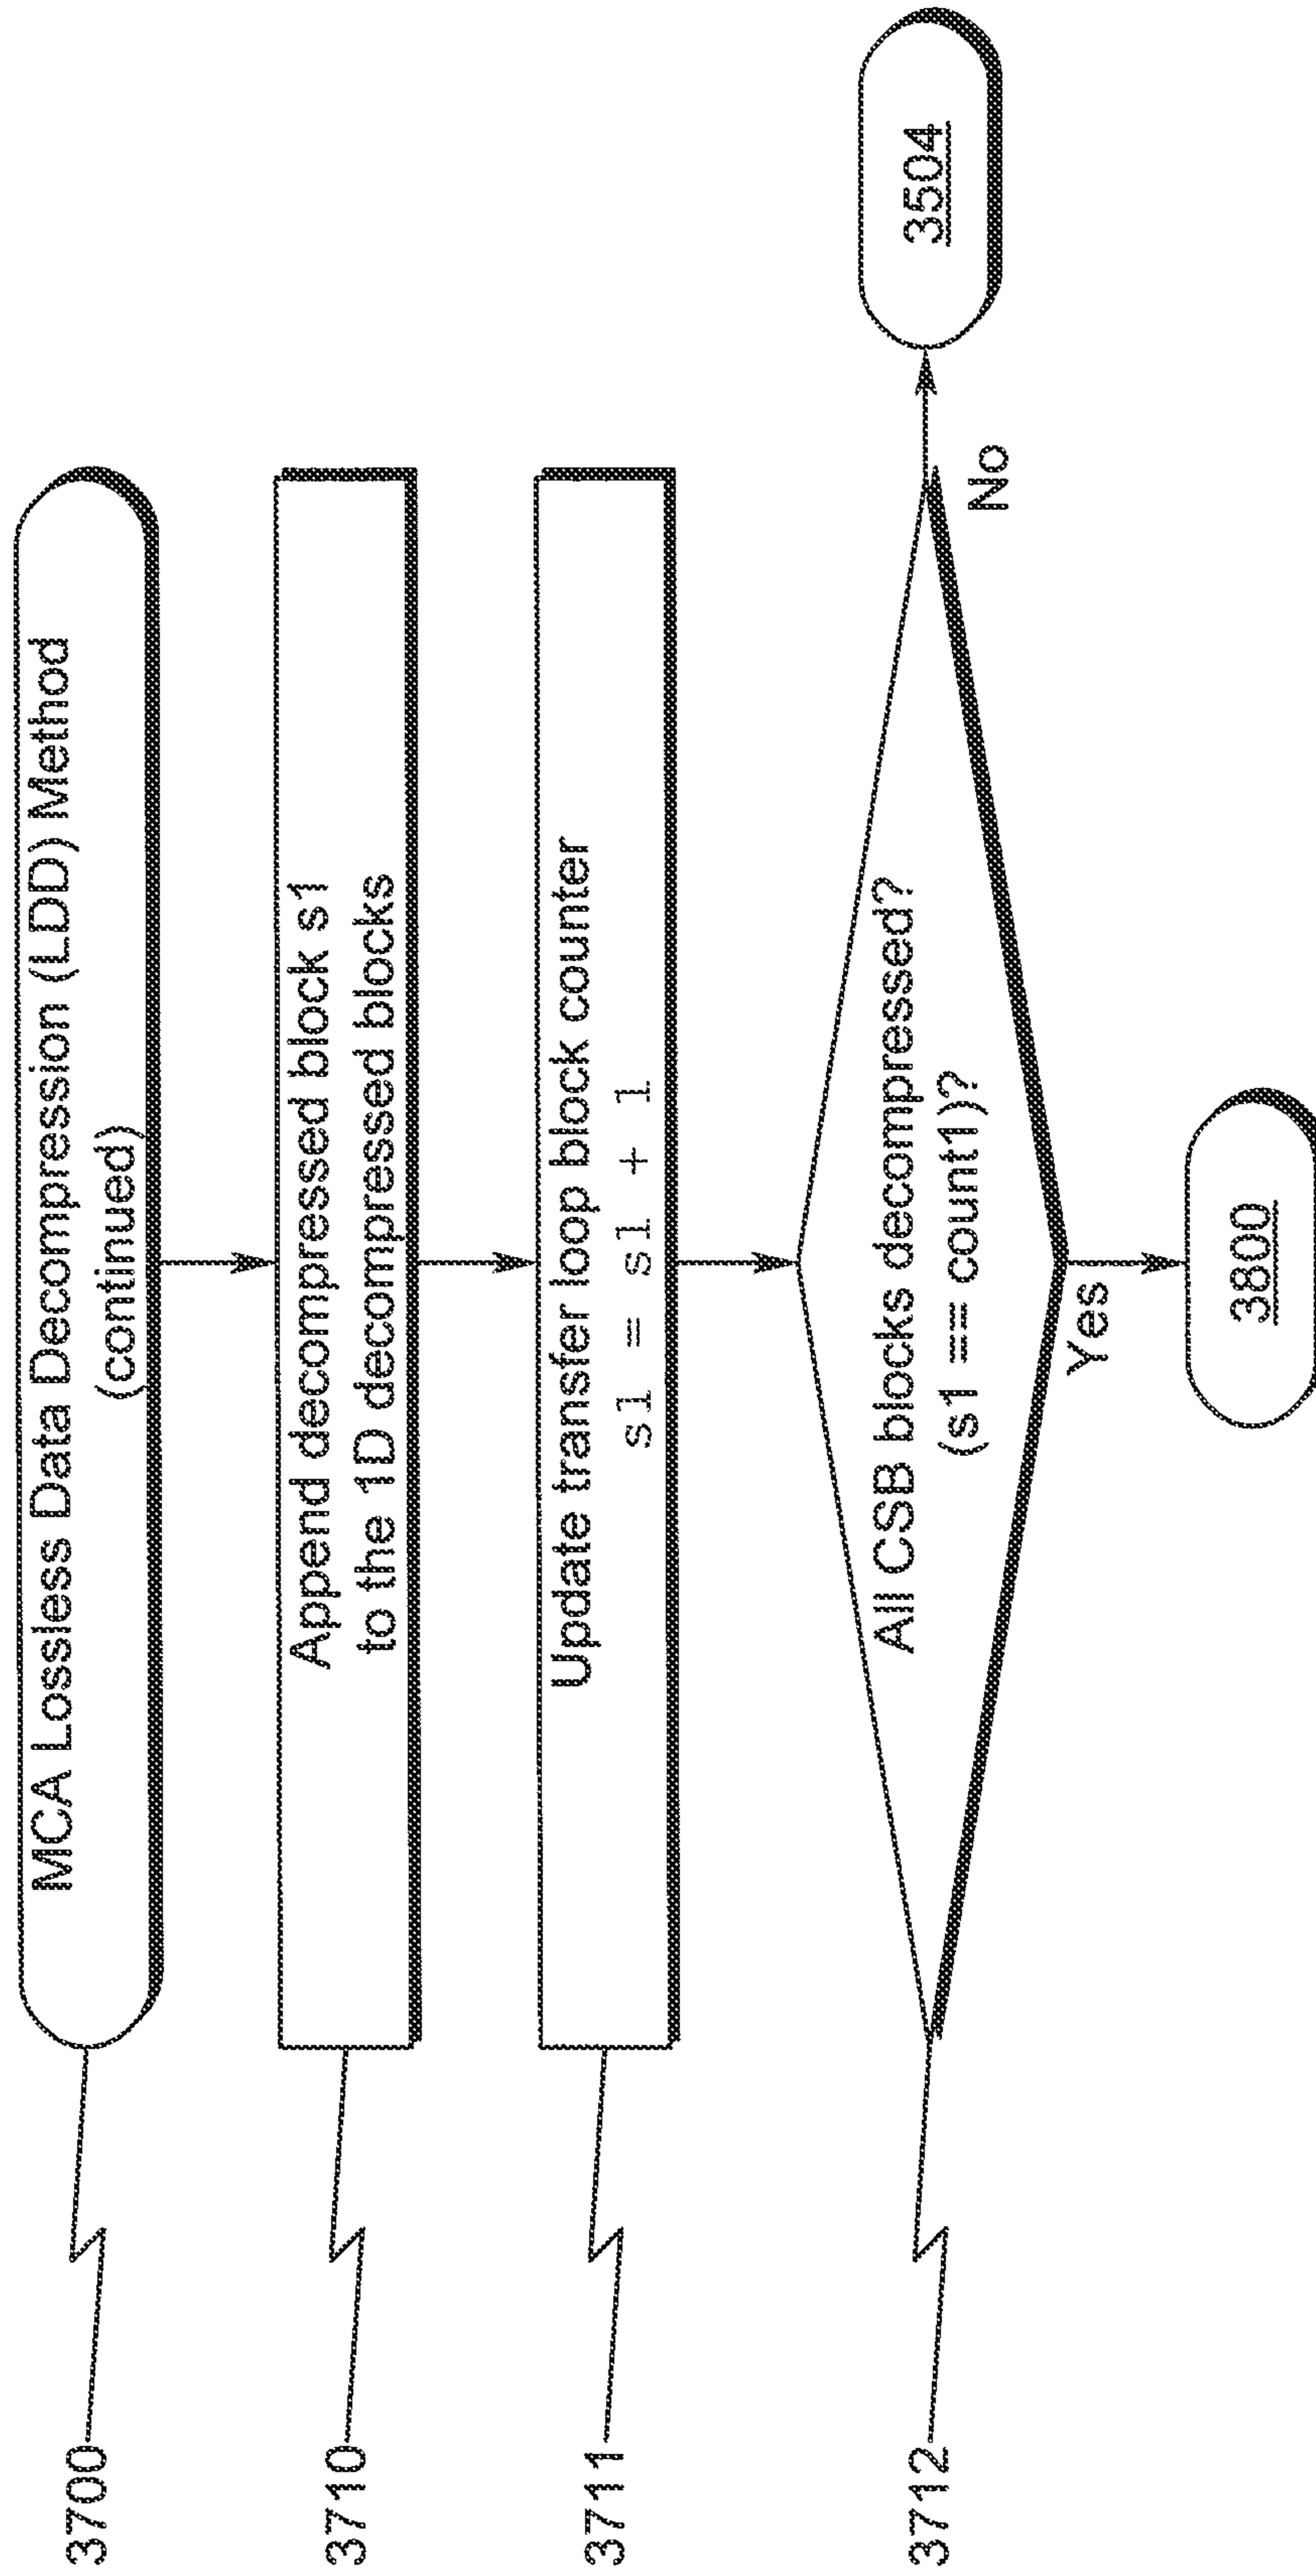 3700
MCA Lossless Data Decompression (LDD) Method
(continued)
3710
Append decompressed block s1
to the 1D decompressed blocks
3711
Update transfer loop block counter
s1 = s1 + 1
3712
All CSB blocks decompressed?
(s1 == count1)?
No
3504
Yes
3800